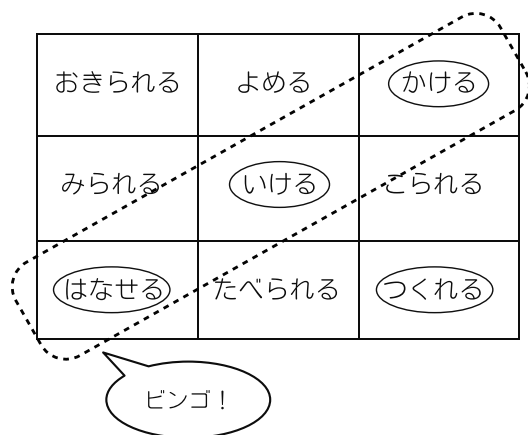 おきられる よめる かける
みられる いける こられる
はなせる たべられる つくれる
ビンゴ！